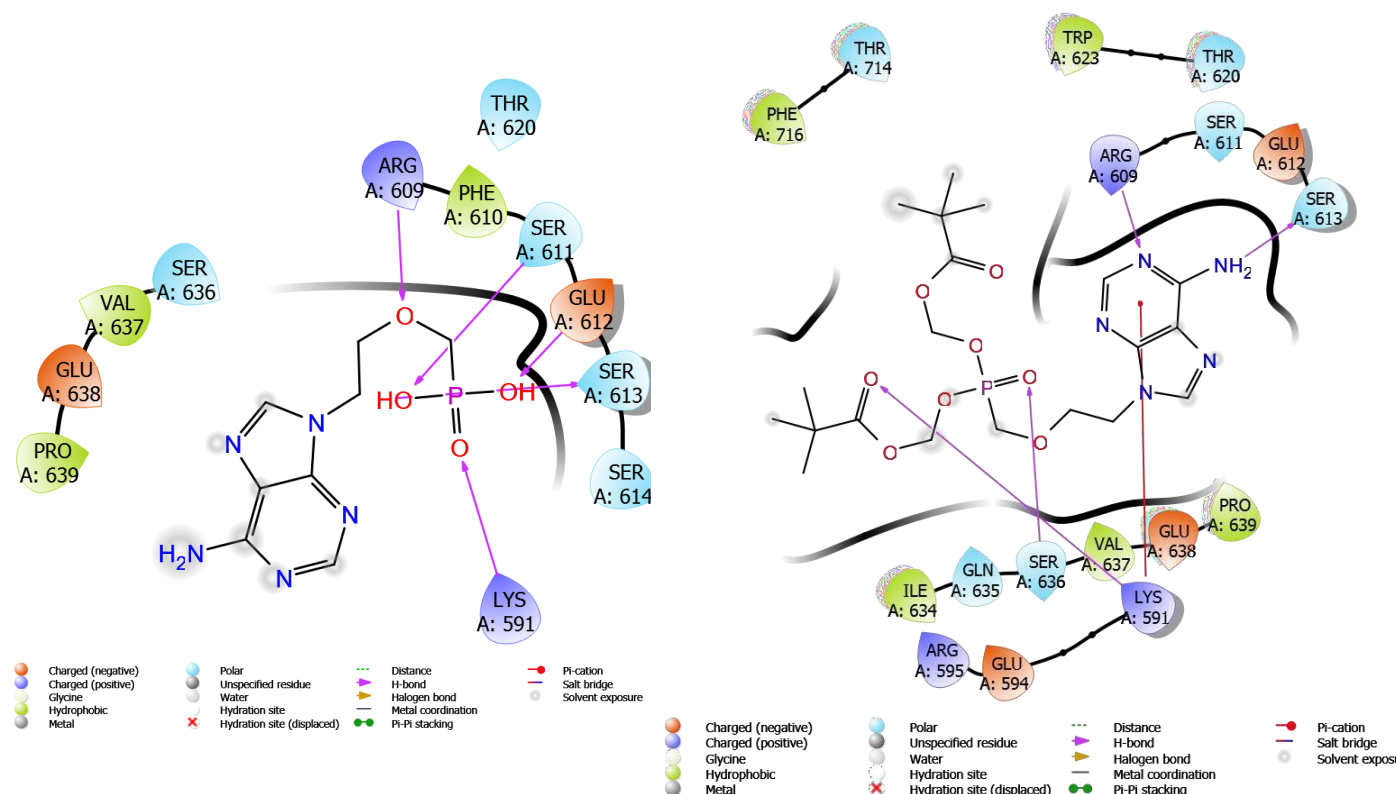 THR
A: 620
ARG
A: 609
PHE
A: 610
SER
A: 611
SER
A: 636
VAL
A: 637
GLU
A: 612
GLU
A: 638
SER
A: 613
PRO
A: 639
SER
A: 614
LYS
A: 591
O
HO
P
OH
O
N
N
N
N
H2N
Charged (negative)
Charged (positive)
Glycine
Hydrophobic
Metal
Polar
Unspecified residue
Water
Hydration site
Hydration site (displaced)
Distance
H-bond
Halogen bond
Metal coordination
Pi-Pi stacking
Pi-cation
Salt bridge
Solvent exposure
THR
A: 714
PHE
A: 716
TRP
A: 623
THR
A: 620
SER
A: 611
GLU
A: 612
ARG
A: 609
SER
A: 613
N
NH2
N
N
N
O
O
O
O
P
O
O
O
O
PRO
A: 639
GLU
A: 638
VAL
A: 637
SER
A: 636
GLN
A: 635
ILE
A: 634
LYS
A: 591
ARG
A: 595
GLU
A: 594
Charged (negative)
Charged (positive)
Glycine
Hydrophobic
Metal
Polar
Unspecified residue
Water
Hydration site
Hydration site (displaced)
Distance
H-bond
Halogen bond
Metal coordination
Pi-Pi stacking
Pi-cation
Salt bridge
Solvent expos